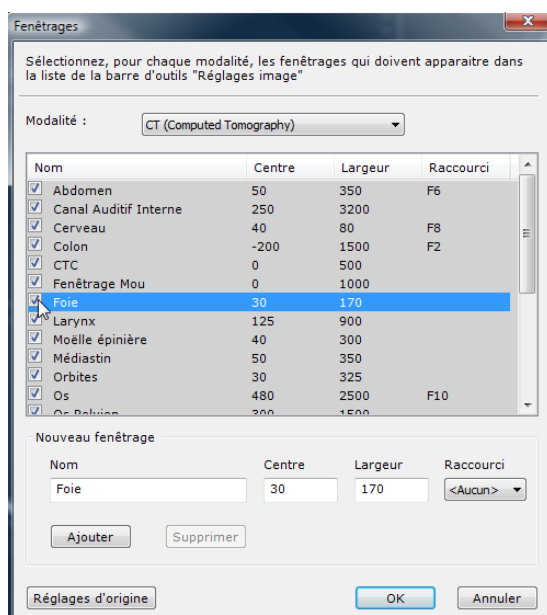 Fenêtrages
Sélectionnez, pour chaque modalité, les fenêtrages qui doivent apparaitre dans
la liste de la barre d'outils "Réglages image"
Modalité : CT (Computed Tomography)
Nom Centre Largeur Raccourci
Abdomen 50 350 F6
Canal Auditif Interne 250 3200
Cerveau 40 80 F8
Colon -200 1500 F2
CTC 0 500
Fenêtrage Mou 0 1000
Foie 30 170
Larynx 125 900
Moëlle épinière 40 300
Médiastin 50 350
Orbites 30 325
Os 480 2500 F10
Os Pelvien 300 1500
Nouveau fenêtrage
Nom Centre Largeur Raccourci
Foie 30 170 <Aucun>
Ajouter Supprimer
Réglages d'origine OK Annuler